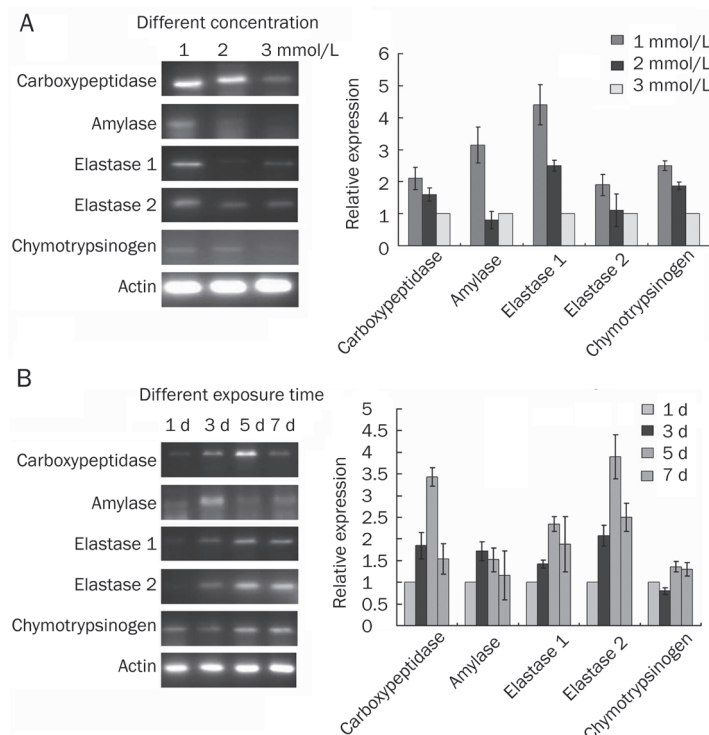 A
Different concentration
1 2 3 mmol/L
Carboxypeptidase
Amylase
Elastase 1
Elastase 2
Chymotrypsinogen
Actin
1 mmol/L
2 mmol/L
3 mmol/L
Relative expression
6
5
4
3
2
1
0
Carboxypeptidase
Amylase
Elastase 1
Elastase 2
Chymotrypsinogen
B
Different exposure time
1 d 3 d 5 d 7 d
Carboxypeptidase
Amylase
Elastase 1
Elastase 2
Chymotrypsinogen
Actin
1 d
3 d
5 d
7 d
Relative expression
5
4.5
4
3.5
3
2.5
2
1.5
1
0.5
0
Carboxypeptidase
Amylase
Elastase 1
Elastase 2
Chymotrypsinogen